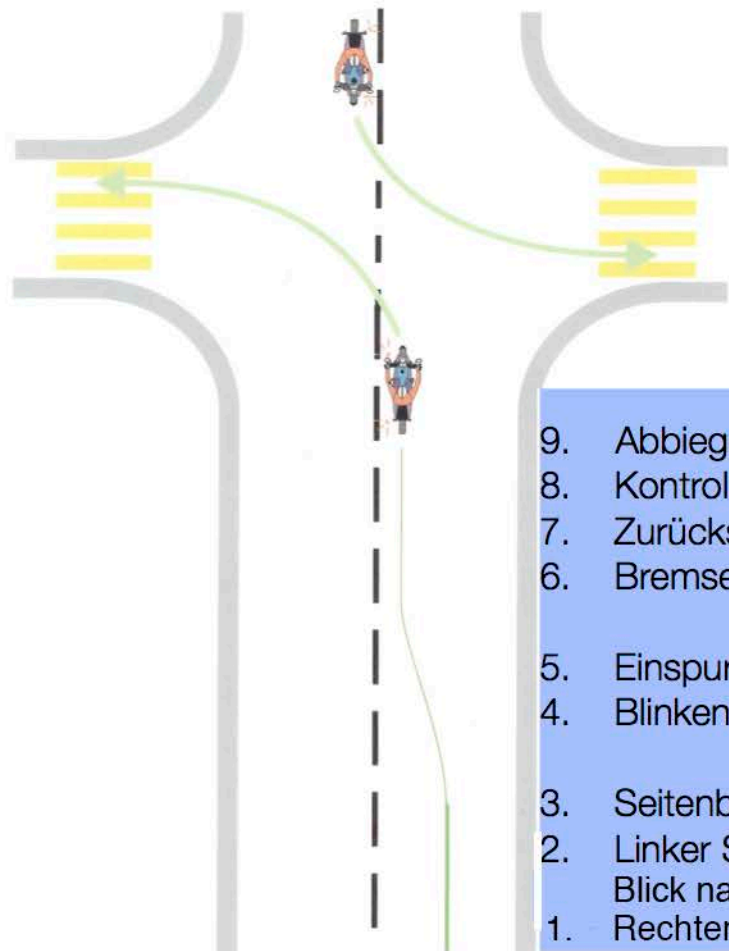 9. Abbieg
8. Kontrol
7. Zurücks
6. Bremse
5. Einspur
4. Blinken
3. Seitenb
2. Linker S
Blick na
1. Rechter